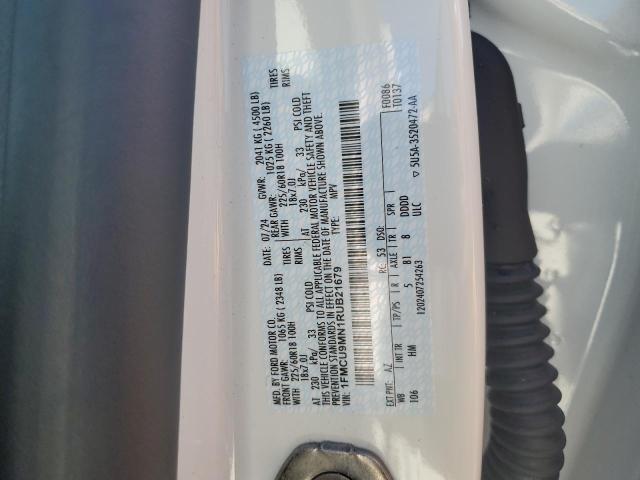 MFD. BY FORD MOTOR CO.
DATE: 07/24 GVWR: 2041 KG ( 4500 LB)
FRONT GAWR: 1065 KG ( 2348 LB) REAR GAWR: 1025 KG ( 2260 LB)
WITH 225/60R18 100H TIRES WITH 225/60R18 100H TIRES
18x7.0J RIMS 18x7.0J RIMS
AT 230 kPa/ 33 PSI COLD AT 230 kPa/ 33 PSI COLD
THIS VEHICLE CONFORMS TO ALL APPLICABLE FEDERAL MOTOR VEHICLE SAFETY AND THEFT
PREVENTION STANDARDS IN EFFECT ON THE DATE OF MANUFACTURE SHOWN ABOVE.
VIN: 1FMCU9MN1RUB21679 TYPE: MPV
F0086
T0137
EXT PNT: AZ RC: 53 DSO:
WB INT TR TP/PS R AXLE TR SPR
106 HM 5 B1 8 DDDD
ULC
1202407254263
▽ 5U5A-3520472-AA